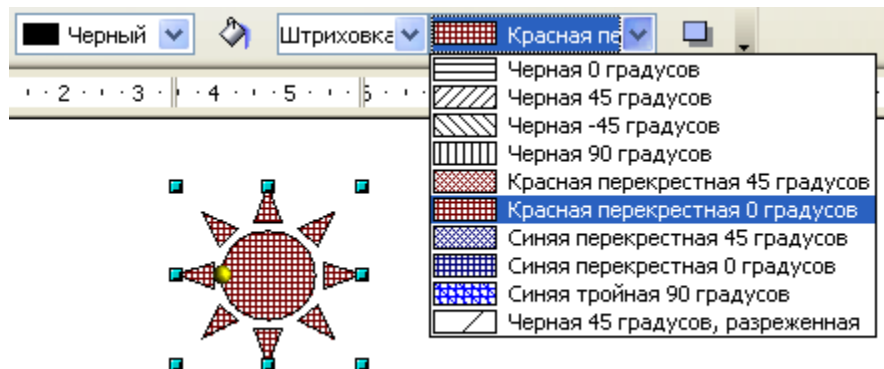 Черный Штриховка Красная пе
2 3 4 5 6
Черная 0 градусов
Черная 45 градусов
Черная -45 градусов
Черная 90 градусов
Красная перекрестная 45 градусов
Красная перекрестная 0 градусов
Синяя перекрестная 45 градусов
Синяя перекрестная 0 градусов
Синяя тройная 90 градусов
Черная 45 градусов, разреженная